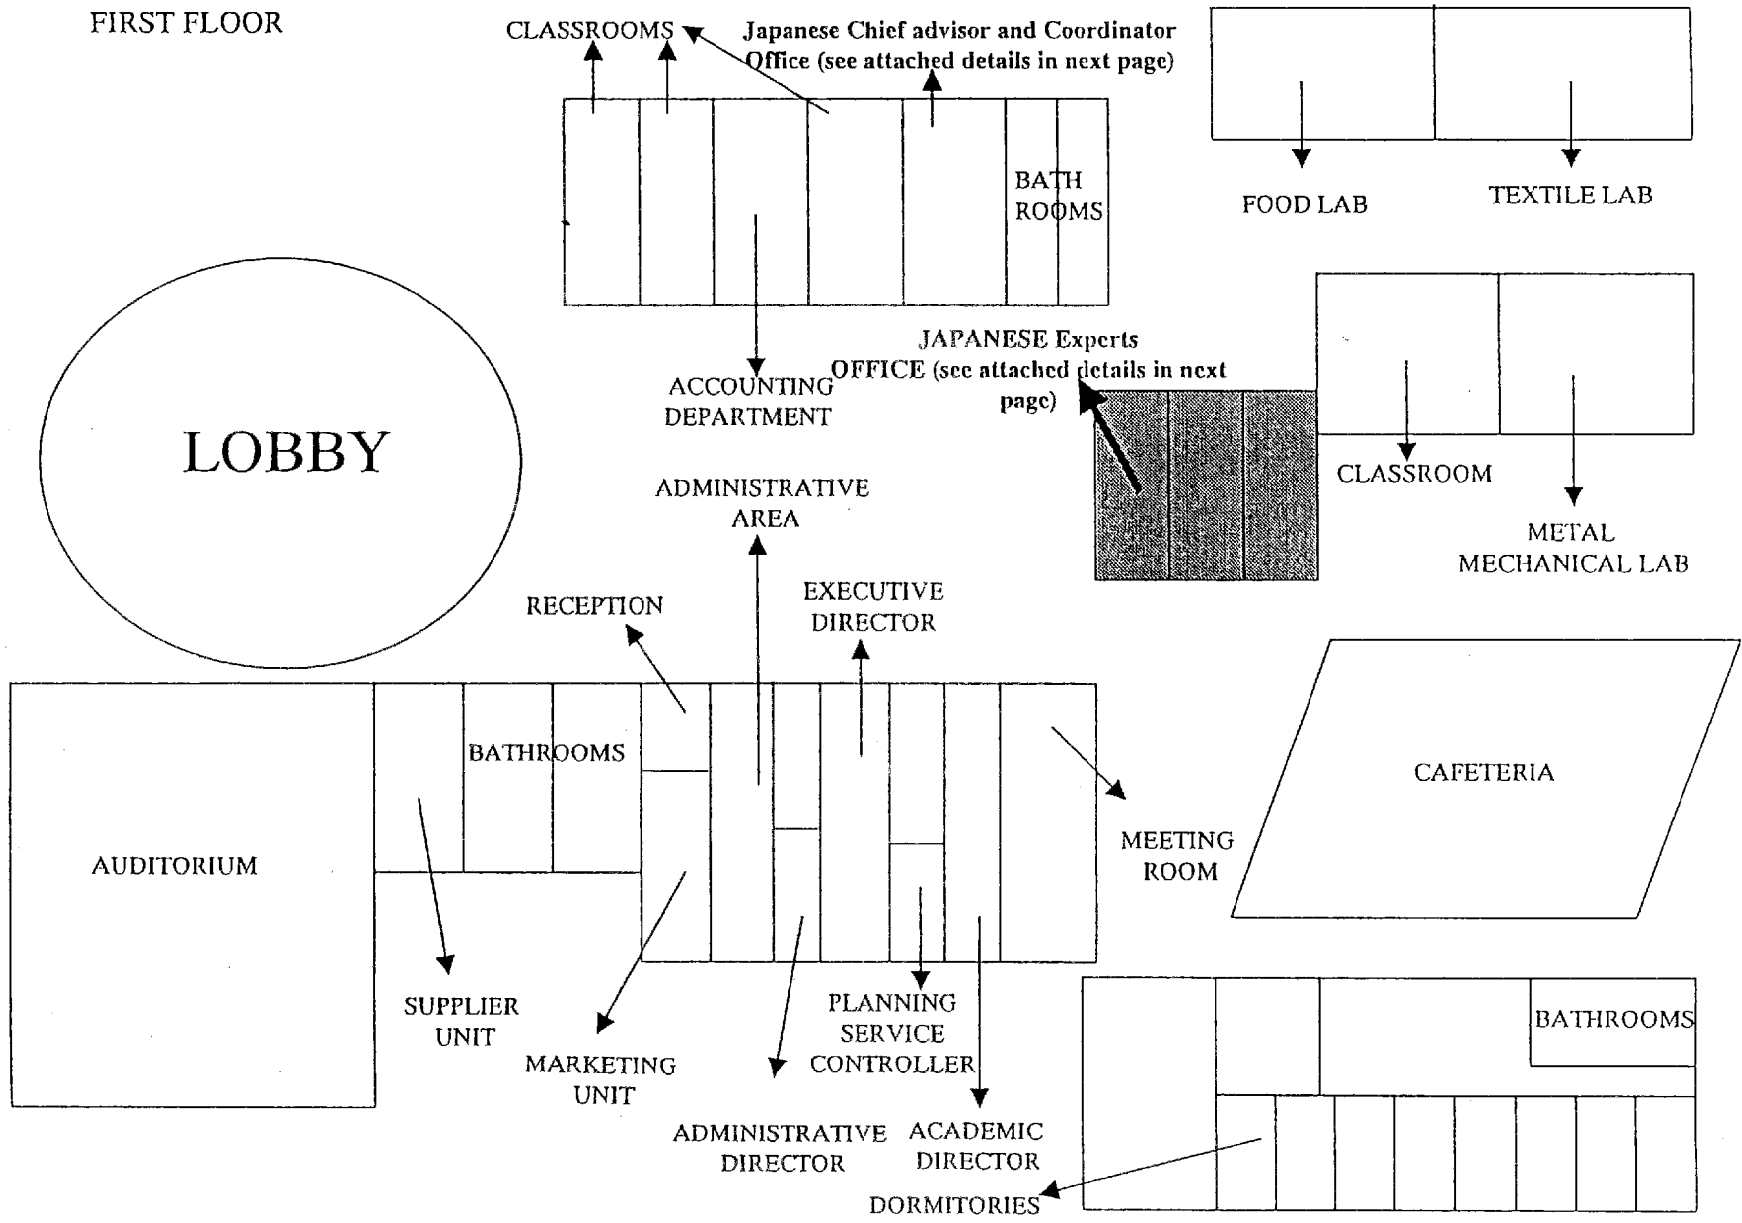 FIRST FLOOR
CLASSROOMS
Japanese Chief advisor and Coordinator
Office (see attached details in next page)
BATH
ROOMS
FOOD LAB
TEXTILE LAB
LOBBY
JAPANESE Experts
OFFICE (see attached details in next
page)
ACCOUNTING
DEPARTMENT
CLASSROOM
METAL
MECHANICAL LAB
ADMINISTRATIVE
AREA
EXECUTIVE
DIRECTOR
RECEPTION
BATHROOMS
AUDITORIUM
CAFETERIA
MEETING
ROOM
SUPPLIER
UNIT
MARKETING
UNIT
PLANNING
SERVICE
CONTROLLER
ADMINISTRATIVE
DIRECTOR
ACADEMIC
DIRECTOR
BATHROOMS
DORMITORIES